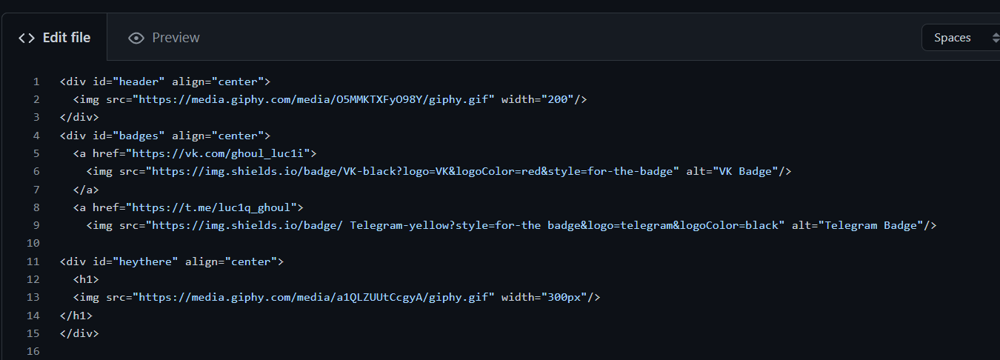 Edit file
Preview
Spaces
1 <div id="header" align="center">
2 <img src="https://media.giphy.com/media/O5MMKTXFyO98Y/giphy.gif" width="200"/>
3 </div>
4 <div id="badges" align="center">
5 <a href="https://vk.com/ghoul_luc1i">
6 <img src="https://img.shields.io/badge/VK-black?logo=VK&logoColor=red&style=for-the-badge" alt="VK Badge"/>
7 </a>
8 <a href="https://t.me/luc1q_ghoul">
9 <img src="https://img.shields.io/badge/ Telegram-yellow?style=for-the badge&logo=telegram&logoColor=black" alt="Telegram Badge"/>
10
11 <div id="heythere" align="center">
12 <h1>
13 <img src="https://media.giphy.com/media/a1QLZUUtCcgyA/giphy.gif" width="300px"/>
14 </h1>
15 </div>
16